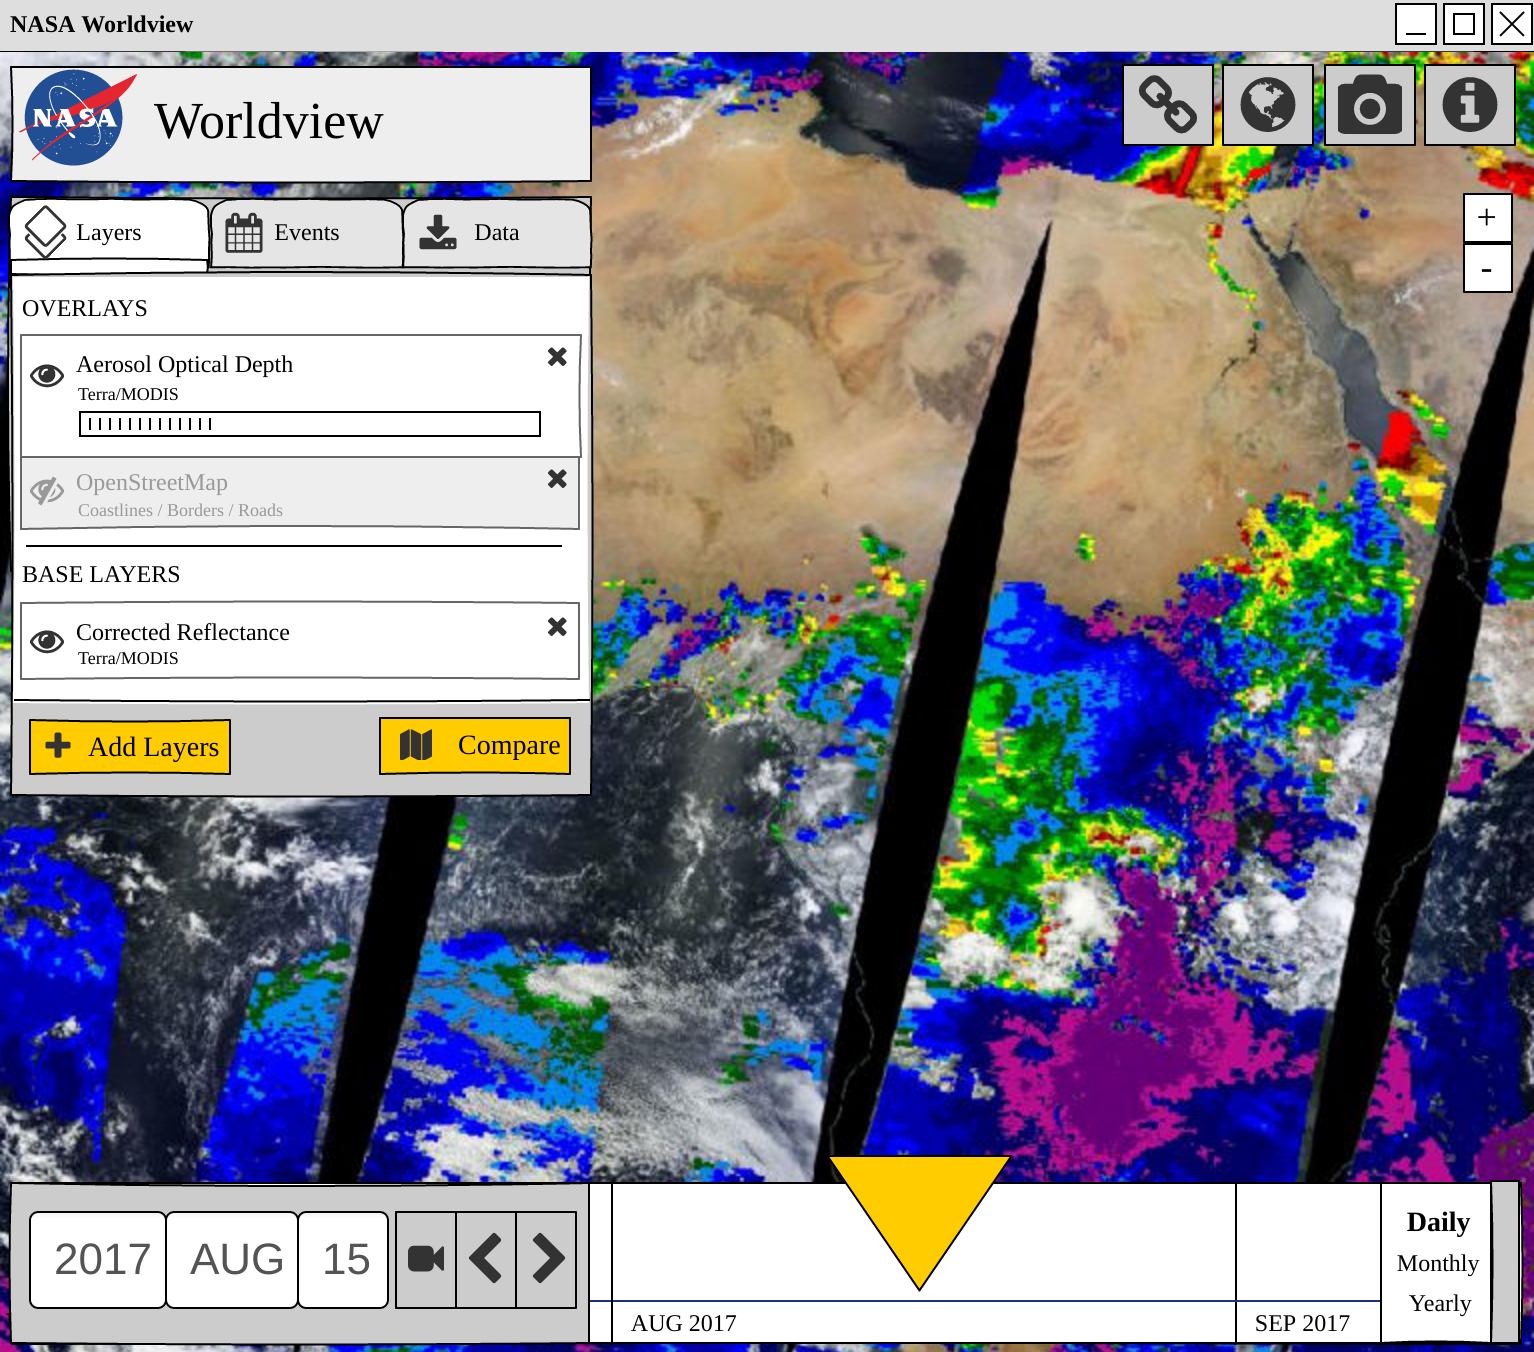 NASA Worldview
NASA
Worldview
Layers
Events
Data
OVERLAYS
Aerosol Optical Depth
Terra/MODIS
OpenStreetMap
Coastlines / Borders / Roads
BASE LAYERS
Corrected Reflectance
Terra/MODIS
Add Layers
Compare
+
-
2017
AUG
15
AUG 2017
SEP 2017
Daily
Monthly
Yearly